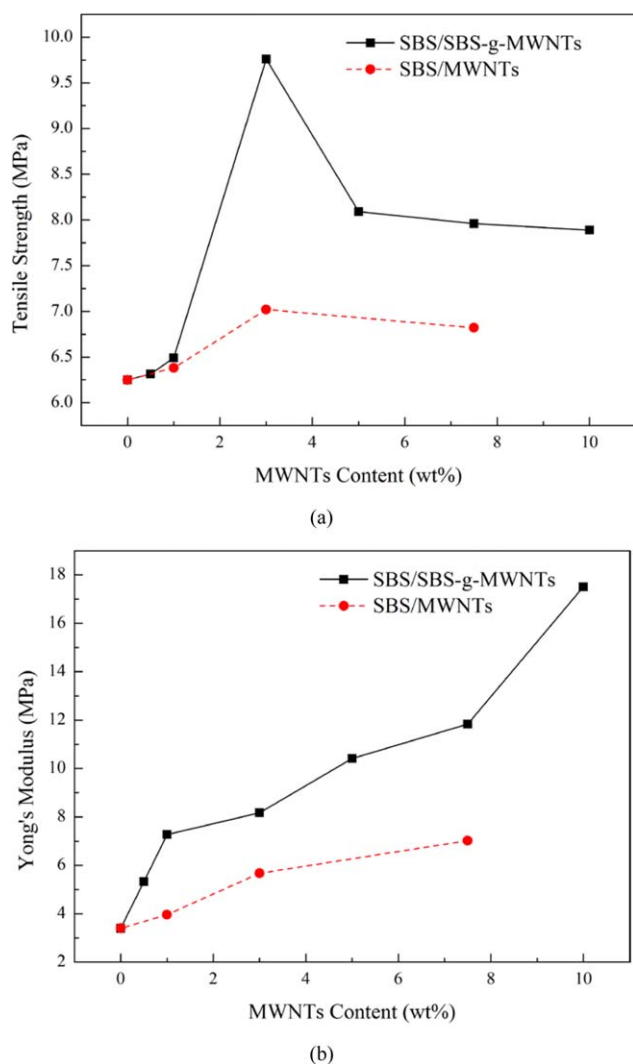 10.0
9.5
9.0
8.5
8.0
7.5
7.0
6.5
6.0
Tensile Strength (MPa)
SBS/SBS-g-MWNTs
SBS/MWNTs
0 2 4 6 8 10
MWNTs Content (wt%)
(a)
18
16
14
12
10
8
6
4
2
Yong's Modulus (MPa)
SBS/SBS-g-MWNTs
SBS/MWNTs
0 2 4 6 8 10
MWNTs Content (wt%)
(b)